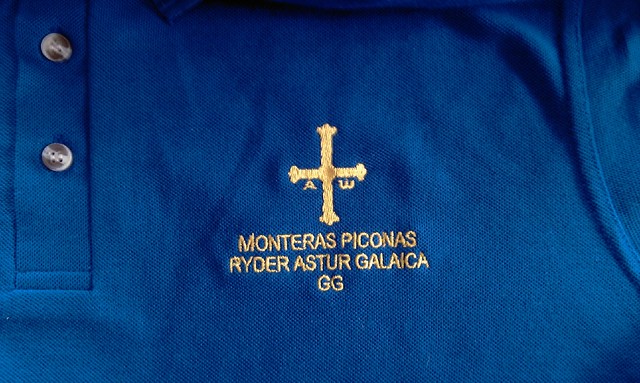 A W
MONTERAS PICONAS
RYDER ASTUR GALAICA
GG